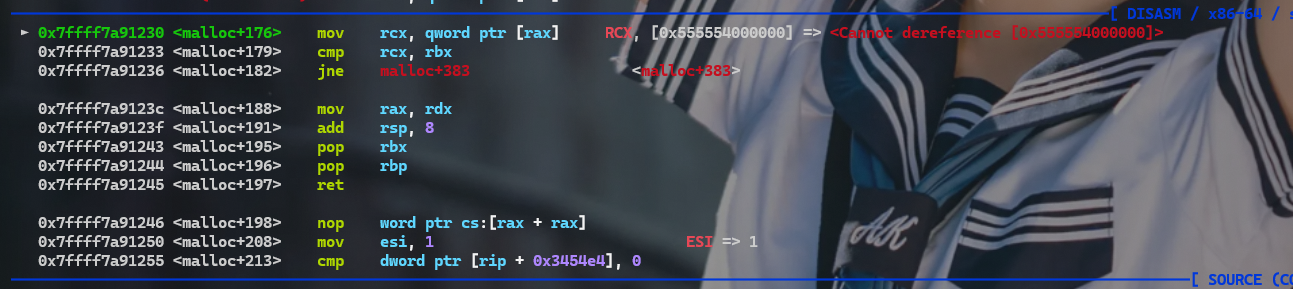 [ DISASM / x86-64 / s
► 0x7ffff7a91230 <malloc+176> mov rcx, qword ptr [rax] RCX, [0x555554000000] => <Cannot dereference [0x555554000000]>
0x7ffff7a91233 <malloc+179> cmp rcx, rbx
0x7ffff7a91236 <malloc+182> jne malloc+383 <malloc+383>
0x7ffff7a9123c <malloc+188> mov rax, rdx
0x7ffff7a9123f <malloc+191> add rsp, 8
0x7ffff7a91243 <malloc+195> pop rbx
0x7ffff7a91244 <malloc+196> pop rbp
0x7ffff7a91245 <malloc+197> ret
0x7ffff7a91246 <malloc+198> nop word ptr cs:[rax + rax]
0x7ffff7a91250 <malloc+208> mov esi, 1 ESI => 1
0x7ffff7a91255 <malloc+213> cmp dword ptr [rip + 0x3454e4], 0
AK
[ SOURCE (CO